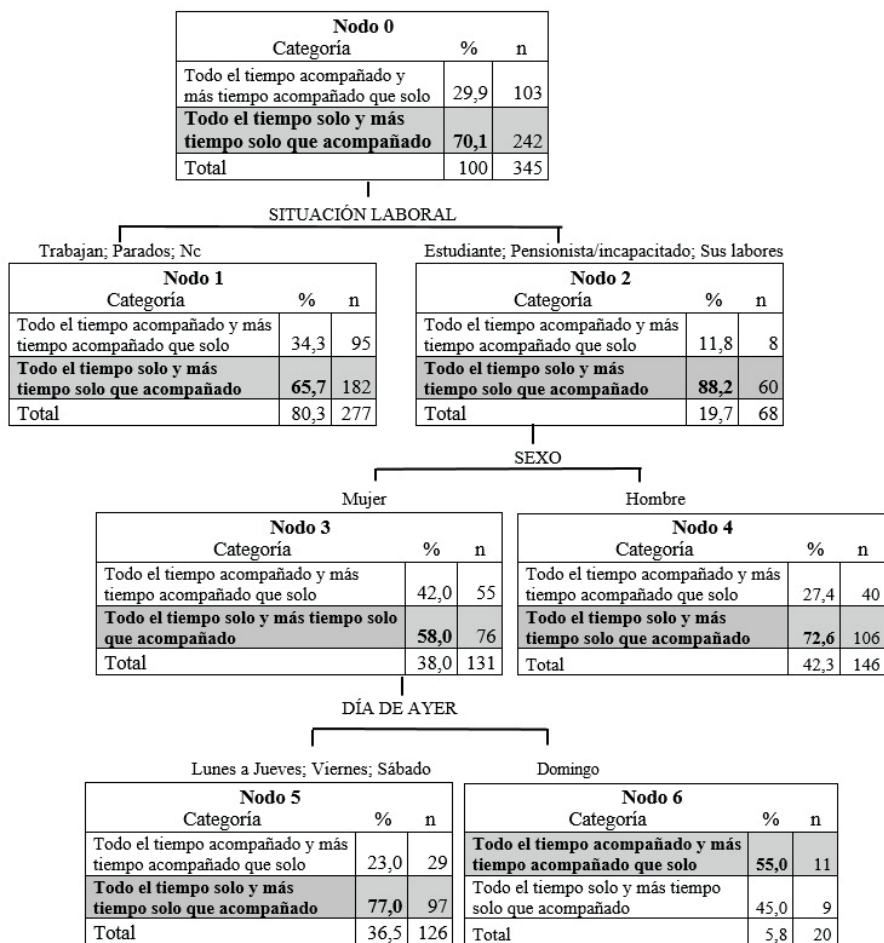 Nodo 0
Categoría % n
Todo el tiempo acompañado y
más tiempo acompañado que solo 29,9 103
Todo el tiempo solo y más
tiempo solo que acompañado 70,1 242
Total 100 345
SITUACIÓN LABORAL
Trabajan; Parados; Nc
Nodo 1
Categoría % n
Todo el tiempo acompañado y más
tiempo acompañado que solo 34,3 95
Todo el tiempo solo y más
tiempo solo que acompañado 65,7 182
Total 80,3 277
Estudiante; Pensionista/incapacitado; Sus labores
Nodo 2
Categoría % n
Todo el tiempo acompañado y más
tiempo acompañado que solo 11,8 8
Todo el tiempo solo y más
tiempo solo que acompañado 88,2 60
Total 19,7 68
SEXO
Mujer
Nodo 3
Categoría % n
Todo el tiempo acompañado y más
tiempo acompañado que solo 42,0 55
Todo el tiempo solo y más tiempo solo
que acompañado 58,0 76
Total 38,0 131
Hombre
Nodo 4
Categoría % n
Todo el tiempo acompañado y más
tiempo acompañado que solo 27,4 40
Todo el tiempo solo y más
tiempo solo que acompañado 72,6 106
Total 42,3 146
DÍA DE AYER
Lunes a Jueves; Viernes; Sábado
Nodo 5
Categoría % n
Todo el tiempo acompañado y más
tiempo acompañado que solo 23,0 29
Todo el tiempo solo y más
tiempo solo que acompañado 77,0 97
Total 36,5 126
Domingo
Nodo 6
Categoría % n
Todo el tiempo acompañado y más
tiempo acompañado que solo 55,0 11
Todo el tiempo solo y más tiempo
solo que acompañado 45,0 9
Total 5,8 20